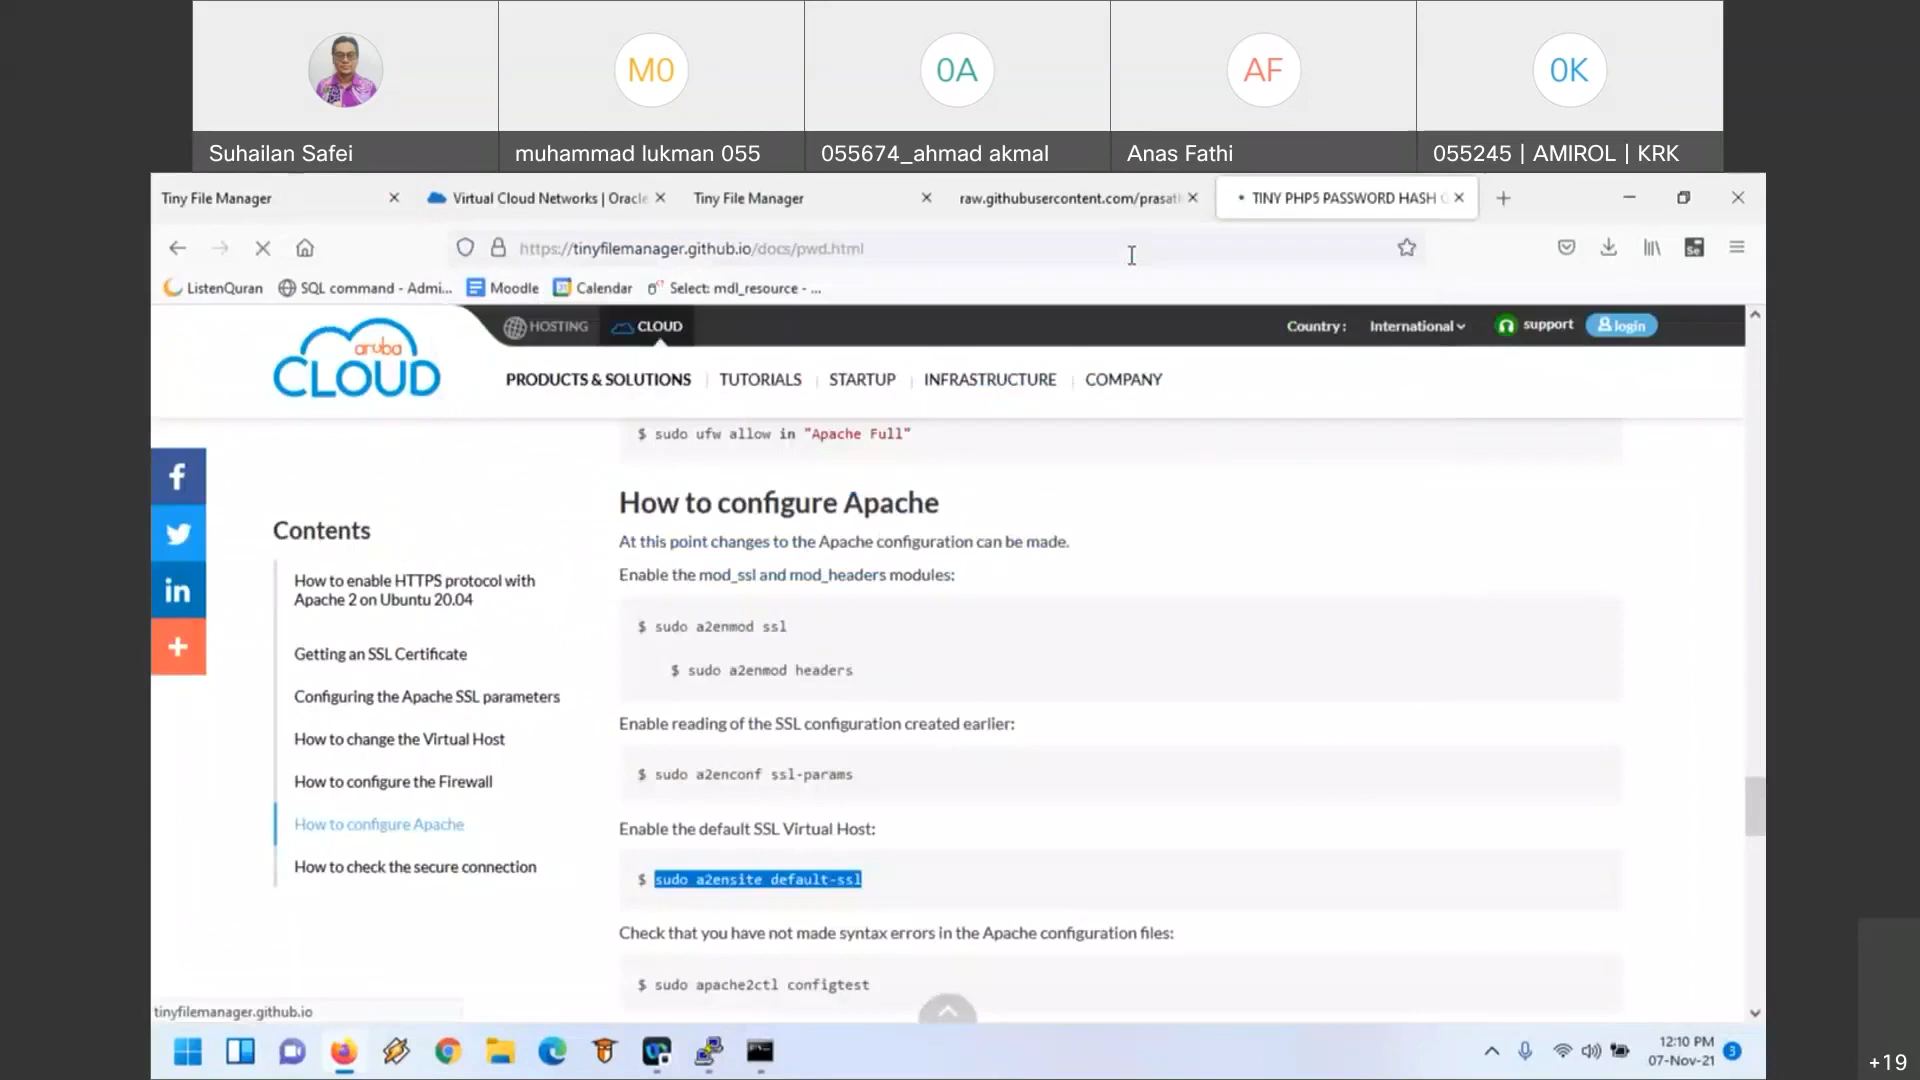 M0
0A
AF
0K
Suhailan Safei
muhammad lukman 055
055674_ahmad akmal
Anas Fathi
055245 | AMIROL | KRK
Tiny File Manager
Virtual Cloud Networks | Oracle
Tiny File Manager
raw.githubusercontent.com/prasat
TINY PHP5 PASSWORD HASH
https://tinyfilemanager.github.io/docs/pwd.html
ListenQuran
SQL command - Admi...
Moodle
Calendar
Select: mdl_resource - ...
aruba
CLOUD
HOSTING
CLOUD
Country:
International
support
login
PRODUCTS & SOLUTIONS
TUTORIALS
STARTUP
INFRASTRUCTURE
COMPANY
$ sudo ufw allow in "Apache Full"
How to configure Apache
At this point changes to the Apache configuration can be made.
Enable the mod_ssl and mod_headers modules:
$ sudo a2enmod ssl
$ sudo a2enmod headers
Enable reading of the SSL configuration created earlier:
$ sudo a2enconf ssl-params
Enable the default SSL Virtual Host:
$ sudo a2ensite default-ssl
Check that you have not made syntax errors in the Apache configuration files:
$ sudo apache2ctl configtest
Contents
How to enable HTTPS protocol with
Apache 2 on Ubuntu 20.04
Getting an SSL Certificate
Configuring the Apache SSL parameters
How to change the Virtual Host
How to configure the Firewall
How to configure Apache
How to check the secure connection
tinyfilemanager.github.io
12:10 PM
07-Nov-21
3
+19